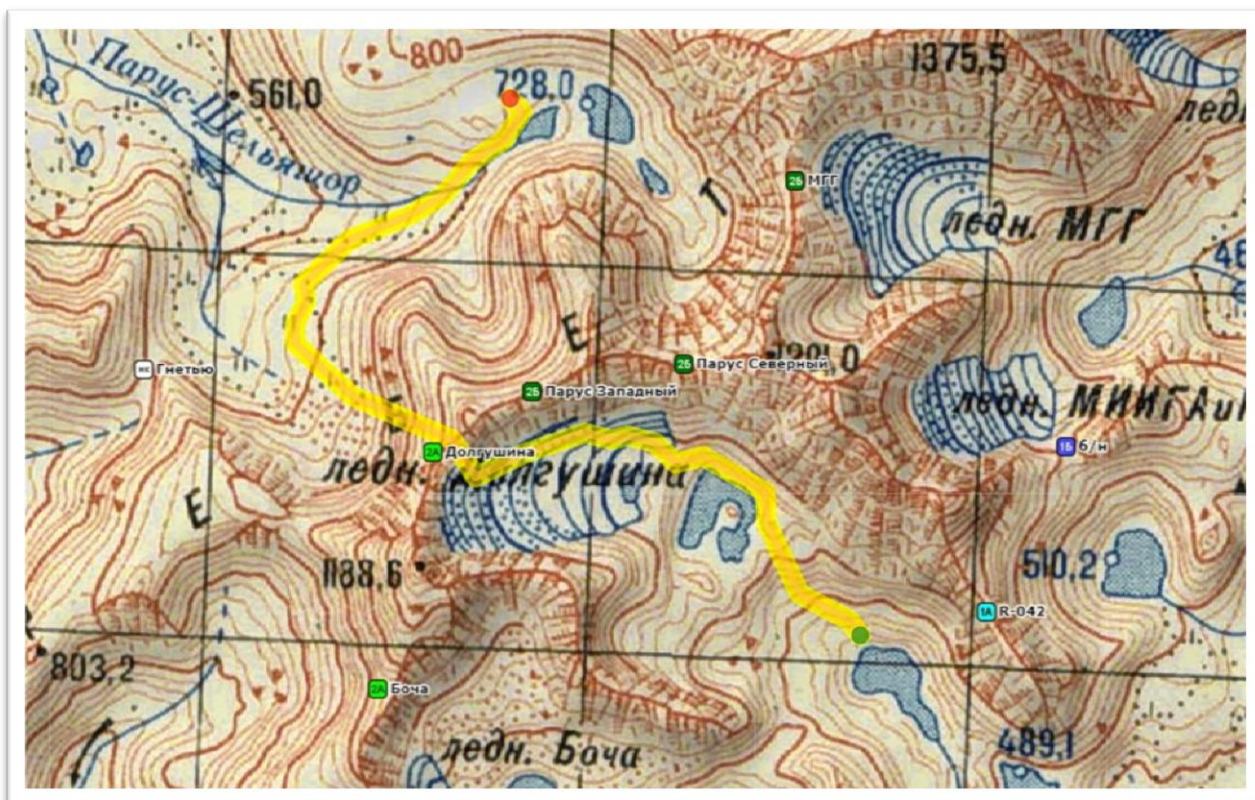 800
1375,5
728.0
561,0
Парус-Шельяшор
ледн
2Б МГГ
Т
ледн. МГГ
Е
нк Гнетью
2Б Парус Северный
2Б Парус Западный
ледн. МИИГАиК
1Б б/н
2А Долгушина
ледн. Долгушина
Е
1188,6
510,2
1А R-042
803,2
2А Боча
ледн. Боча
489,1